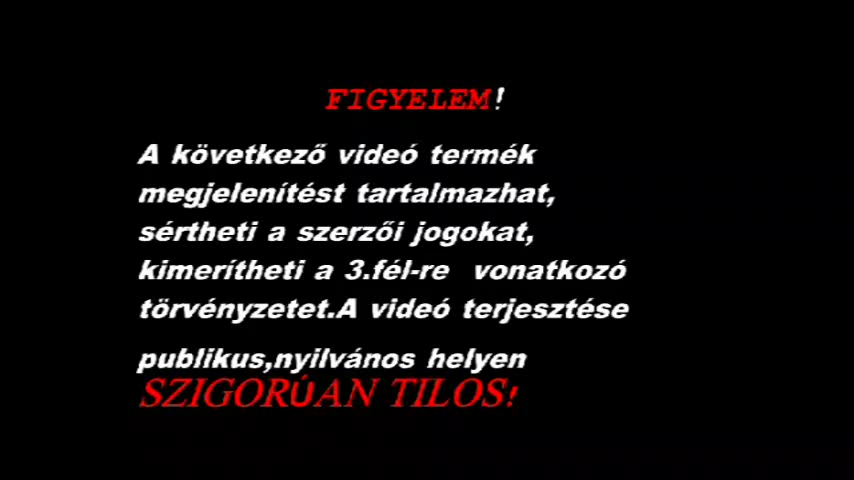 FIGYELEM!
A következő videó termék
megjelenítést tartalmazhat,
sértheti a szerzői jogokat,
kimerítheti a 3.fél-re vonatkozó
törvényzetet.A videó terjesztése
publikus,nyilvános helyen
SZIGORÚAN TILOS!